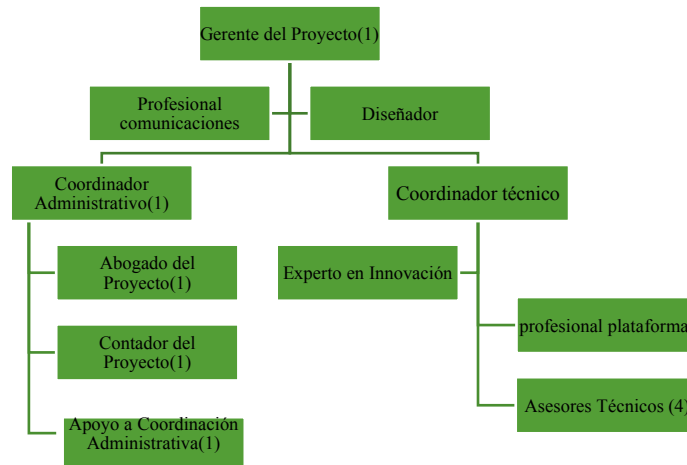 Gerente del Proyecto(1)
Profesional
comunicaciones
Diseñador
Coordinador
Administrativo(1)
Coordinador técnico
Abogado del
Proyecto(1)
Experto en Innovación
Contador del
Proyecto(1)
profesional plataforma
Apoyo a Coordinación
Administrativa(1)
Asesores Técnicos (4)